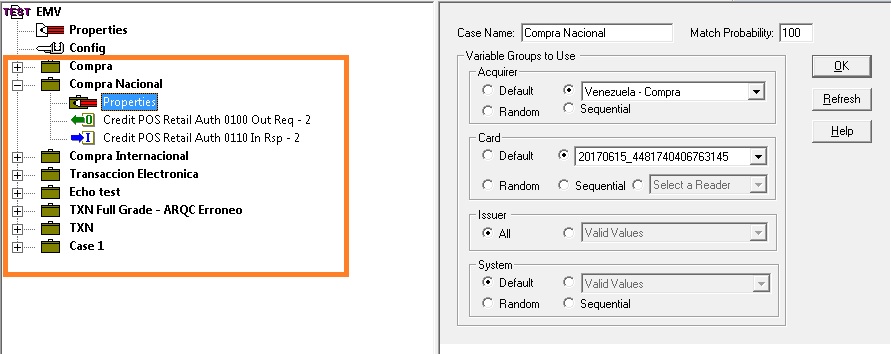 TEST EMV
Properties
Config
Compra
Compra Nacional
Properties
O Credit POS Retail Auth 0100 Out Req - 2
I Credit POS Retail Auth 0110 In Rsp - 2
Compra Internacional
Transaccion Electronica
Echo test
TXN Full Grade - ARQC Erroneo
TXN
Case 1
Case Name: Compra Nacional Match Probability: 100
Variable Groups to Use
Acquirer
Default Venezuela - Compra
Random Sequential
Card
Default 20170615_4481740406763145
Random Sequential Select a Reader
Issuer
All Valid Values
System
Default Valid Values
Random Sequential
OK
Refresh
Help